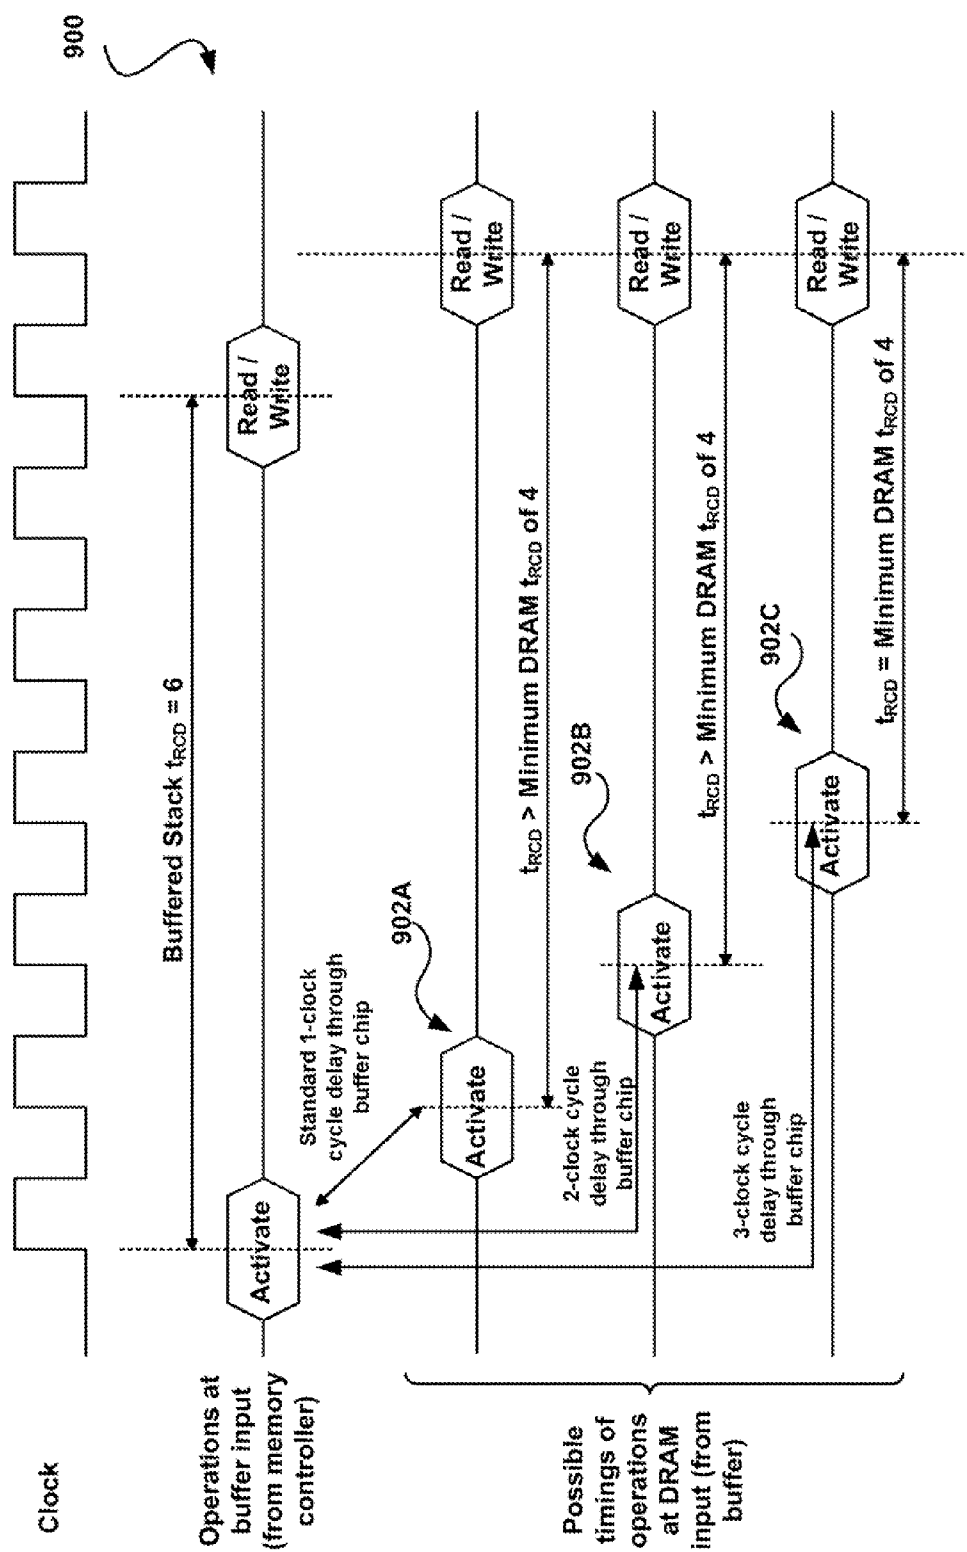 900
Clock
Operations at
buffer input
(from memory
controller)
Activate
Buffered Stack tRCD = 6
Read /
Write
Possible
timings of
operations
at DRAM
input (from
buffer)
Standard 1-clock
cycle delay through
buffer chip
902A
Activate
tRCD > Minimum DRAM tRCD of 4
Read /
Write
2-clock cycle
delay through
buffer chip
902B
Activate
tRCD > Minimum DRAM tRCD of 4
Read /
Write
3-clock cycle
delay through
buffer chip
902C
Activate
tRCD = Minimum DRAM tRCD of 4
Read /
Write